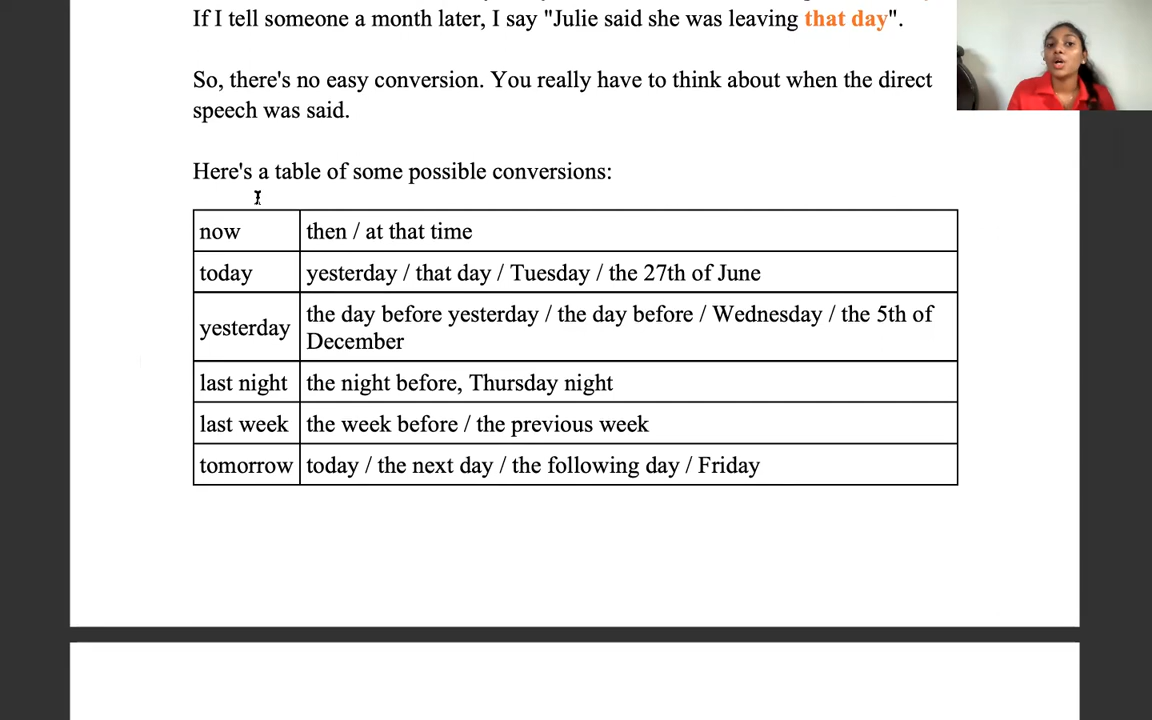 If I tell someone a month later, I say "Julie said she was leaving that day".
So, there's no easy conversion. You really have to think about when the direct
speech was said.
Here's a table of some possible conversions:
now then / at that time
today yesterday / that day / Tuesday / the 27th of June
yesterday the day before yesterday / the day before / Wednesday / the 5th of
December
last night the night before, Thursday night
last week the week before / the previous week
tomorrow today / the next day / the following day / Friday